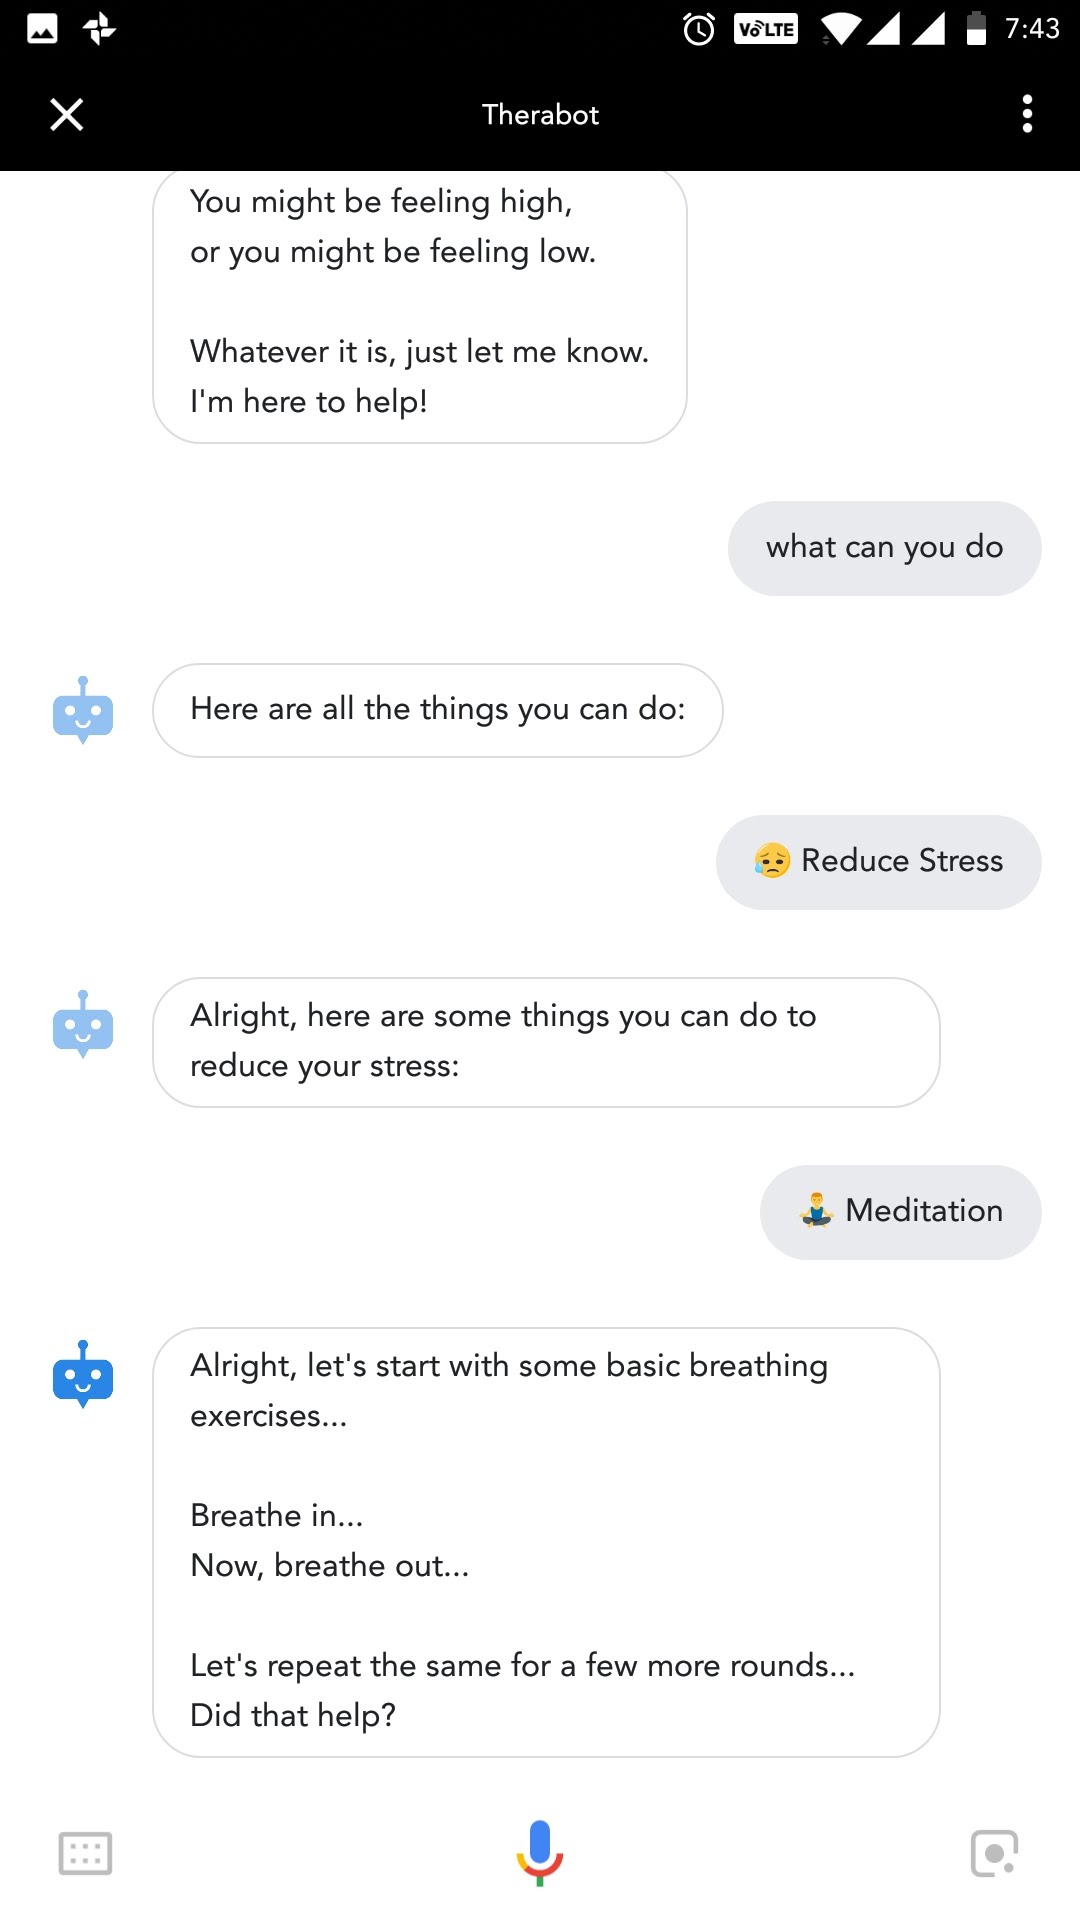 VoLTE 7:43
Therabot
You might be feeling high,
or you might be feeling low.
Whatever it is, just let me know.
I'm here to help!
what can you do
Here are all the things you can do:
😥 Reduce Stress
Alright, here are some things you can do to
reduce your stress:
🧘‍♂️ Meditation
Alright, let's start with some basic breathing
exercises...
Breathe in...
Now, breathe out...
Let's repeat the same for a few more rounds...
Did that help?